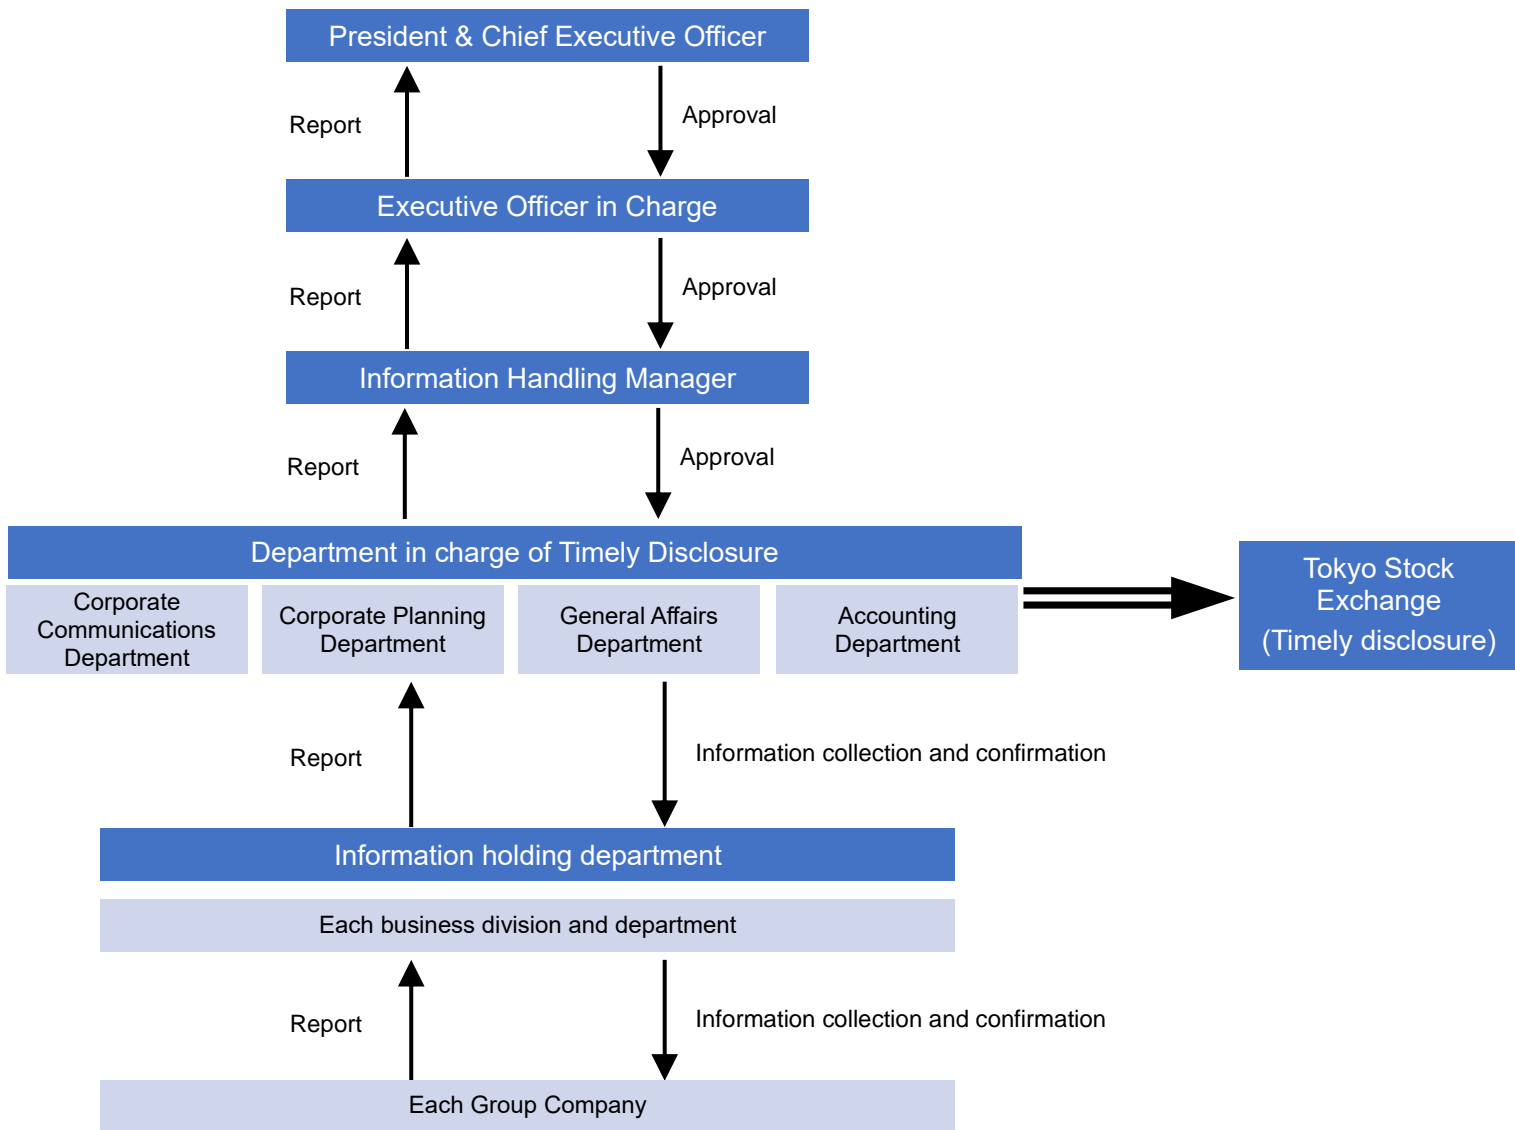 President & Chief Executive Officer
Report
Approval
Executive Officer in Charge
Report
Approval
Information Handling Manager
Report
Approval
Department in charge of Timely Disclosure
Corporate
Communications
Department
Corporate Planning
Department
General Affairs
Department
Accounting
Department
Tokyo Stock
Exchange
(Timely disclosure)
Report
Information collection and confirmation
Information holding department
Each business division and department
Report
Information collection and confirmation
Each Group Company